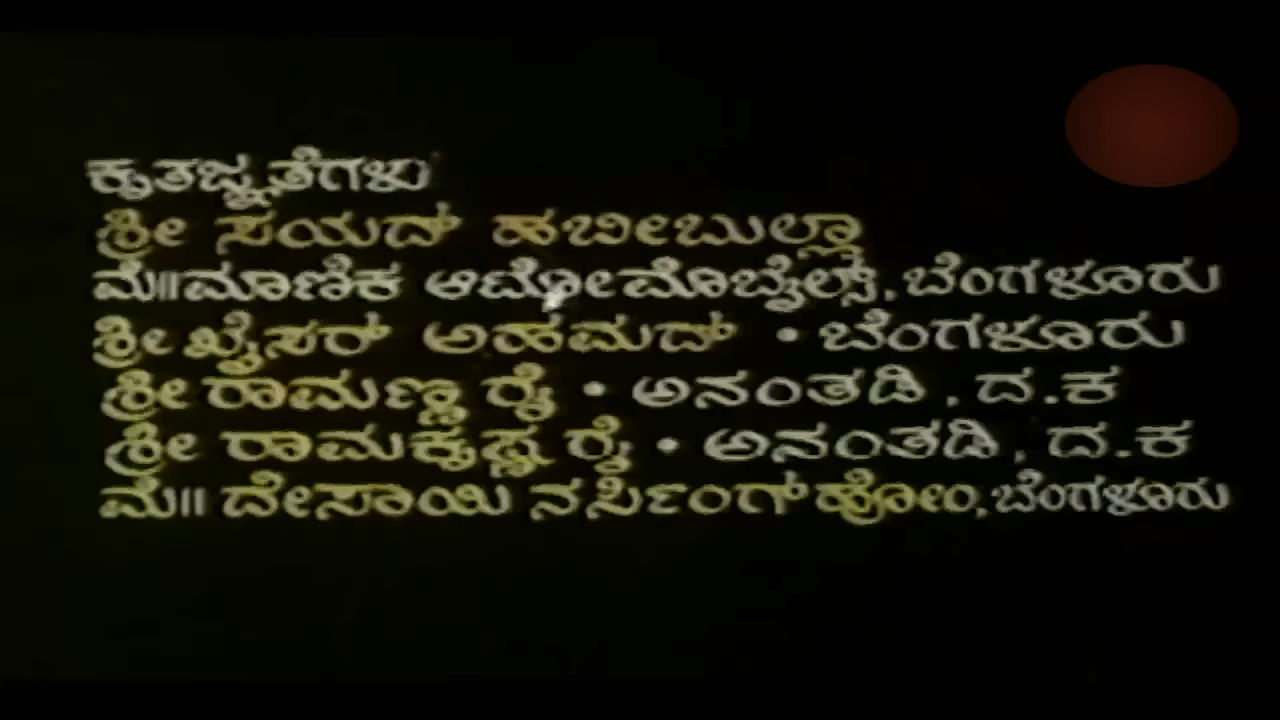 ಕೃತಜ್ಞತೆಗಳು
ಶ್ರೀ ಸಯದ್ ಹಬೀಬುಲ್ಲಾ
ಮೆ॥ ಮಾಣಿಕ ಆಟೋಮೊಬೈಲ್ಸ್, ಬೆಂಗಳೂರು
ಶ್ರೀ ಖೈಸರ್ ಅಹಮದ್ • ಬೆಂಗಳೂರು
ಶ್ರೀ ರಾಮಣ್ಣ ರೈ • ಅನಂತಡಿ, ದ.ಕ
ಶ್ರೀ ರಾಮಕೃಷ್ಣ ರೈ • ಅನಂತಡಿ, ದ.ಕ
ಮೆ॥ ದೇಸಾಯಿ ನರ್ಸಿಂಗ್ ಹೋಂ, ಬೆಂಗಳೂರು